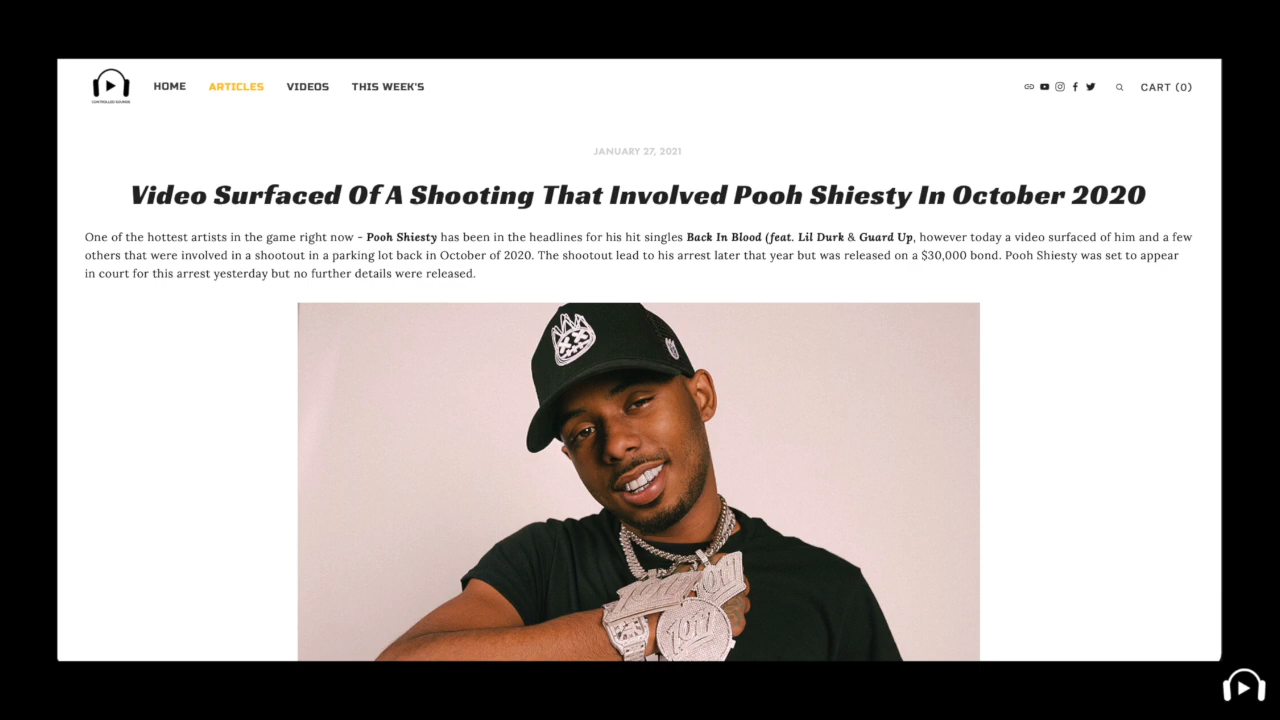 HOME ARTICLES VIDEOS THIS WEEK'S CART (0)
CONTROLLED SOUNDS
JANUARY 27, 2021
Video Surfaced Of A Shooting That Involved Pooh Shiesty In October 2020
One of the hottest artists in the game right now - Pooh Shiesty has been in the headlines for his hit singles Back In Blood (feat. Lil Durk & Guard Up, however today a video surfaced of him and a few
others that were involved in a shootout in a parking lot back in October of 2020. The shootout lead to his arrest later that year but was released on a $30,000 bond. Pooh Shiesty was set to appear
in court for this arrest yesterday but no further details were released.
1017
1017